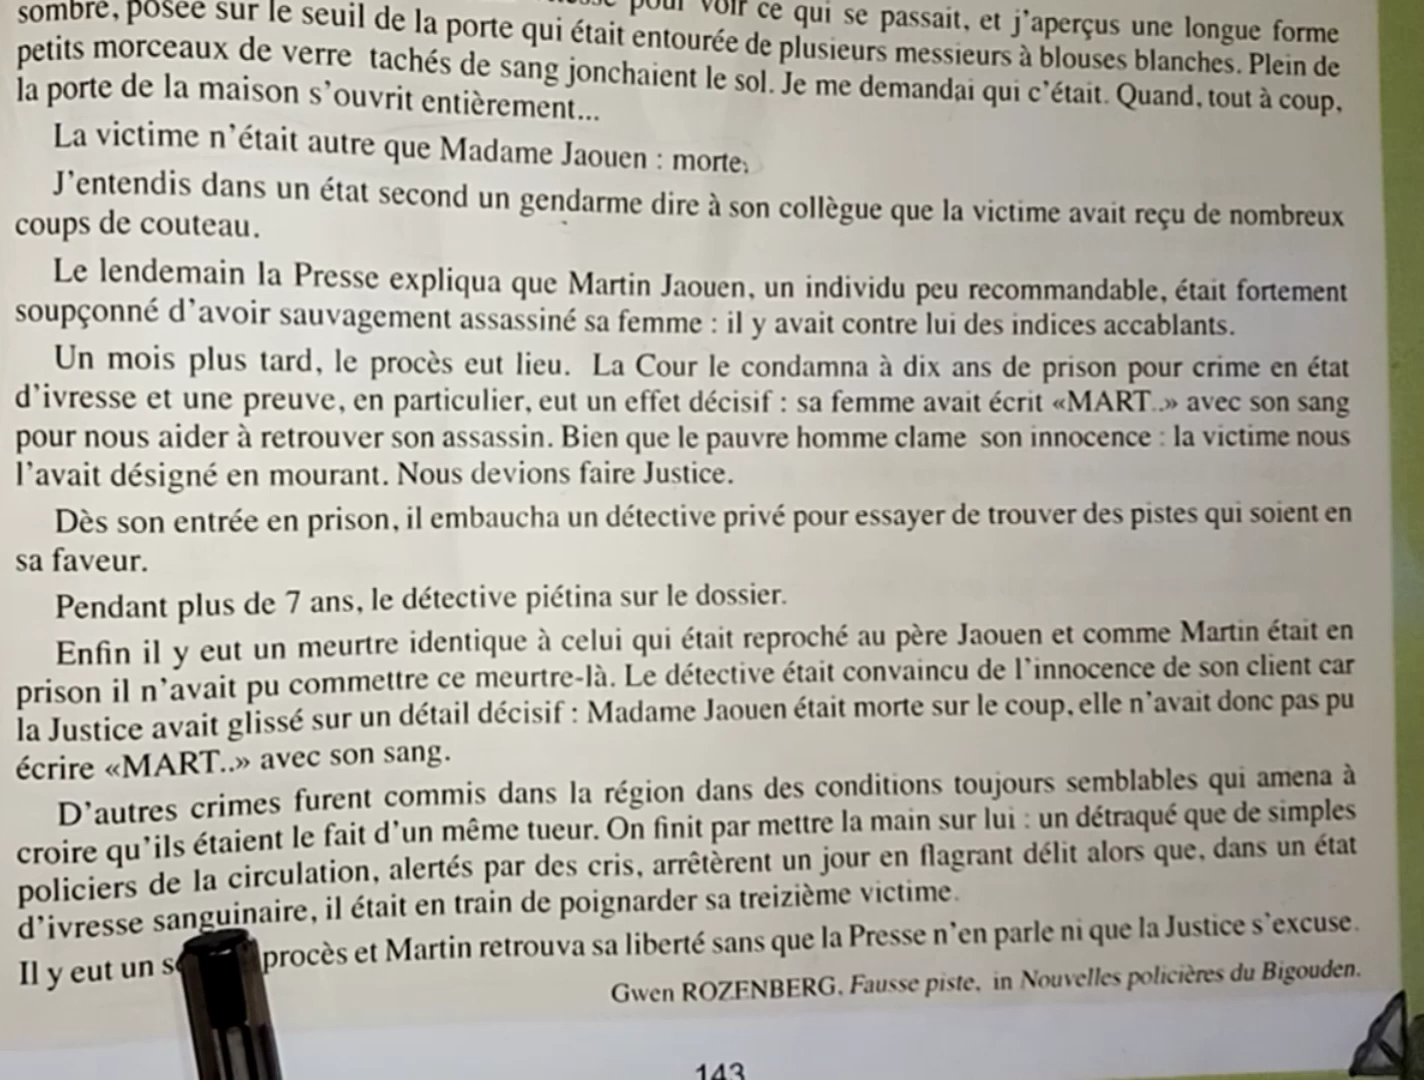 pour voir ce qui se passait, et j'aperçus une longue forme
sombre, posée sur le seuil de la porte qui était entourée de plusieurs messieurs à blouses blanches. Plein de
petits morceaux de verre tachés de sang jonchaient le sol. Je me demandai qui c'était. Quand, tout à coup,
la porte de la maison s'ouvrit entièrement...
La victime n'était autre que Madame Jaouen : morte.
J'entendis dans un état second un gendarme dire à son collègue que la victime avait reçu de nombreux
coups de couteau.
Le lendemain la Presse expliqua que Martin Jaouen, un individu peu recommandable, était fortement
soupçonné d'avoir sauvagement assassiné sa femme : il y avait contre lui des indices accablants.
Un mois plus tard, le procès eut lieu. La Cour le condamna à dix ans de prison pour crime en état
d'ivresse et une preuve, en particulier, eut un effet décisif : sa femme avait écrit «MART..» avec son sang
pour nous aider à retrouver son assassin. Bien que le pauvre homme clame son innocence : la victime nous
l'avait désigné en mourant. Nous devions faire Justice.
Dès son entrée en prison, il embaucha un détective privé pour essayer de trouver des pistes qui soient en
sa faveur.
Pendant plus de 7 ans, le détective piétina sur le dossier.
Enfin il y eut un meurtre identique à celui qui était reproché au père Jaouen et comme Martin était en
prison il n'avait pu commettre ce meurtre-là. Le détective était convaincu de l'innocence de son client car
la Justice avait glissé sur un détail décisif : Madame Jaouen était morte sur le coup, elle n'avait donc pas pu
écrire «MART..» avec son sang.
D'autres crimes furent commis dans la région dans des conditions toujours semblables qui amena à
croire qu'ils étaient le fait d'un même tueur. On finit par mettre la main sur lui : un détraqué que de simples
policiers de la circulation, alertés par des cris, arrêtèrent un jour en flagrant délit alors que, dans un état
d'ivresse sanguinaire, il était en train de poignarder sa treizième victime.
Il y eut un procès et Martin retrouva sa liberté sans que la Presse n'en parle ni que la Justice s'excuse.
Gwen ROZENBERG, Fausse piste, in Nouvelles policières du Bigouden.
143